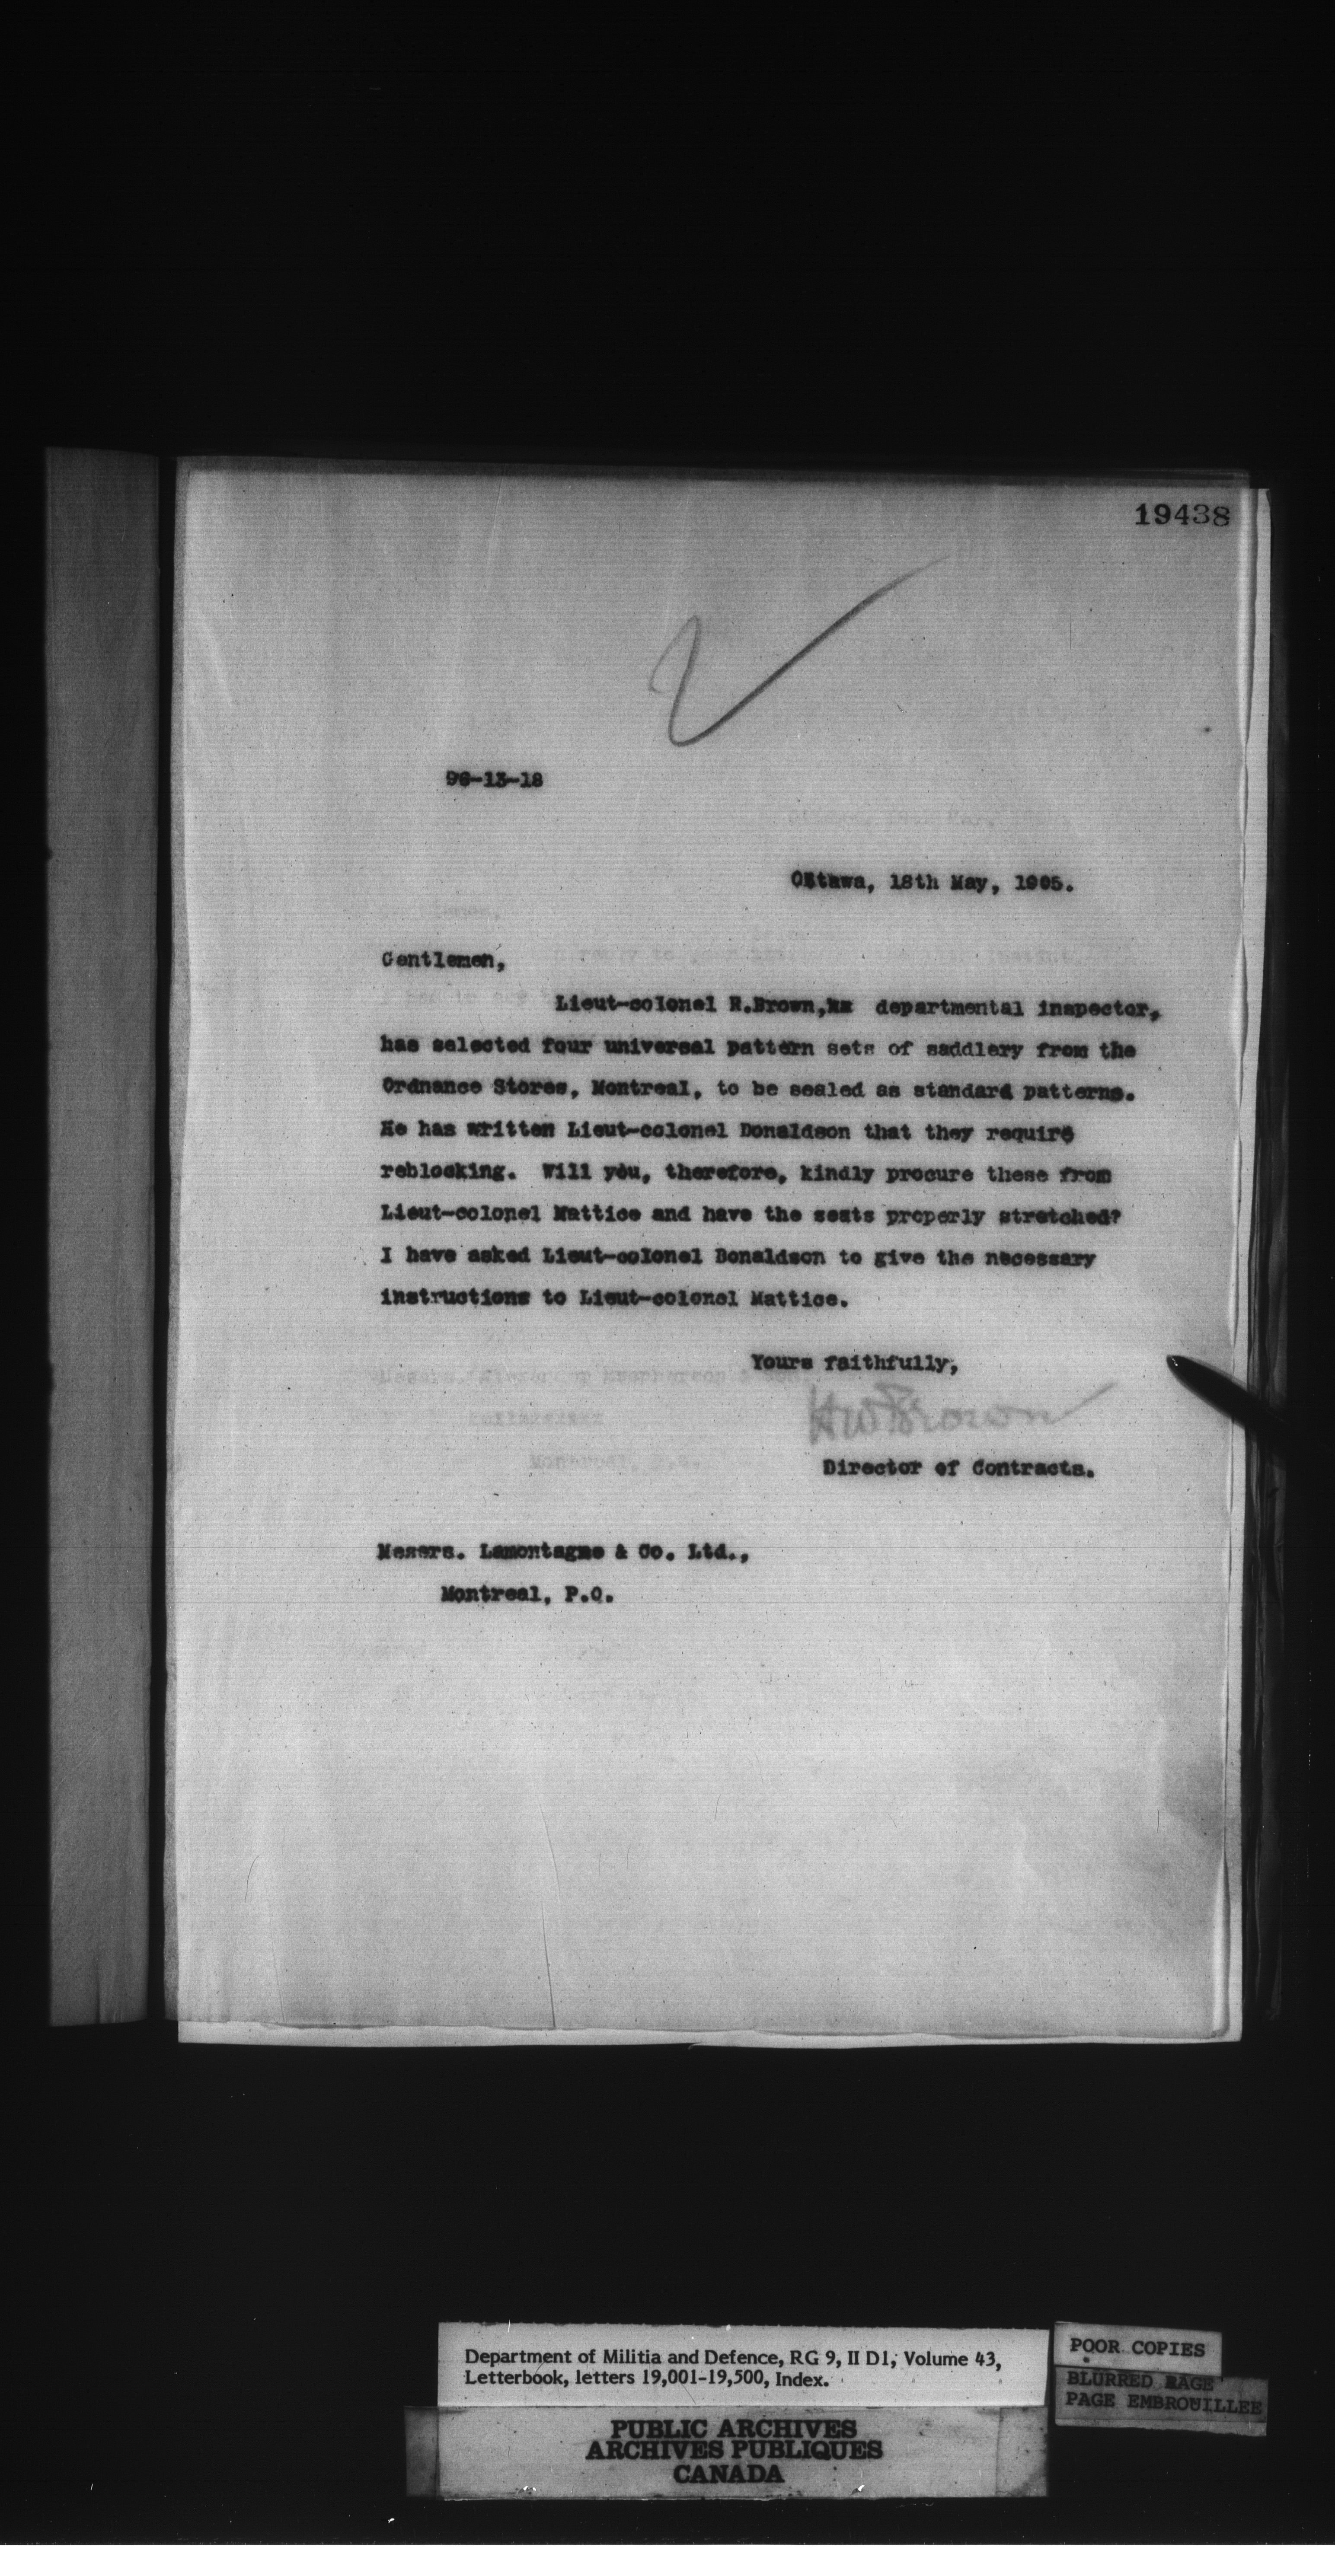 19438
96-13-18
Ottawa, 18th May, 1905.
Gentlemen,
Lieut-colonel R.Brown,xx departmental inspector,
has selected four universal pattern sets of saddlery from the
Ordnance Stores, Montreal, to be sealed as standard patterns.
He has written Lieut-colonel Donaldson that they require
reblocking. Will you, therefore, kindly procure these from
Lieut-colonel Mattice and have the seats properly stretched?
I have asked Lieut-colonel Donaldson to give the necessary
instructions to Lieut-colonel Mattice.
Yours faithfully,
HW Brown
Director of Contracts.
Messrs. Lamontagne & Co. Ltd.,
Montreal, P.Q.
Department of Militia and Defence, RG 9, II D1, Volume 43,
Letterbook, letters 19,001-19,500, Index.
POOR COPIES
BLURRED PAGE
PAGE EMBROUILLEE
PUBLIC ARCHIVES
ARCHIVES PUBLIQUES
CANADA